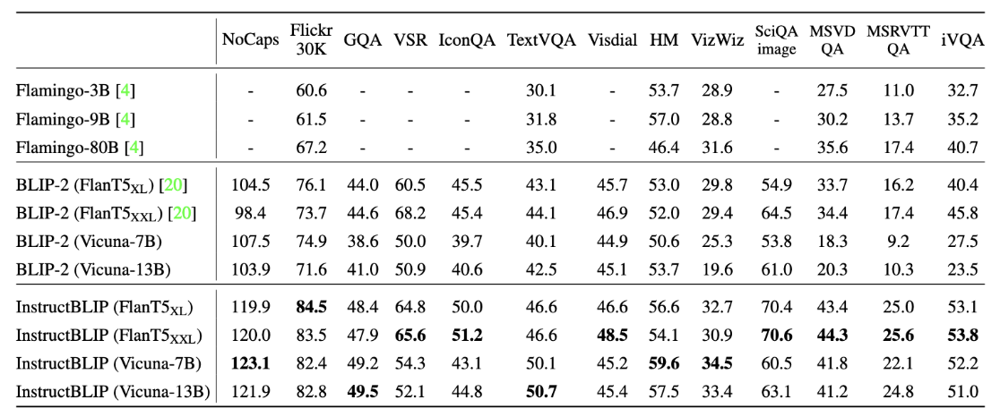 NoCaps Flickr 30K GQA VSR IconQA TextVQA Visdial HM VizWiz SciQA image MSVD QA MSRVTT QA iVQA
Flamingo-3B [4] - 60.6 - - - 30.1 - 53.7 28.9 - 27.5 11.0 32.7
Flamingo-9B [4] - 61.5 - - - 31.8 - 57.0 28.8 - 30.2 13.7 35.2
Flamingo-80B [4] - 67.2 - - - 35.0 - 46.4 31.6 - 35.6 17.4 40.7
BLIP-2 (FlanT5XL) [20] 104.5 76.1 44.0 60.5 45.5 43.1 45.7 53.0 29.8 54.9 33.7 16.2 40.4
BLIP-2 (FlanT5XXL) [20] 98.4 73.7 44.6 68.2 45.4 44.1 46.9 52.0 29.4 64.5 34.4 17.4 45.8
BLIP-2 (Vicuna-7B) 107.5 74.9 38.6 50.0 39.7 40.1 44.9 50.6 25.3 53.8 18.3 9.2 27.5
BLIP-2 (Vicuna-13B) 103.9 71.6 41.0 50.9 40.6 42.5 45.1 53.7 19.6 61.0 20.3 10.3 23.5
InstructBLIP (FlanT5XL) 119.9 84.5 48.4 64.8 50.0 46.6 46.6 56.6 32.7 70.4 43.4 25.0 53.1
InstructBLIP (FlanT5XXL) 120.0 83.5 47.9 65.6 51.2 46.6 48.5 54.1 30.9 70.6 44.3 25.6 53.8
InstructBLIP (Vicuna-7B) 123.1 82.4 49.2 54.3 43.1 50.1 45.2 59.6 34.5 60.5 41.8 22.1 52.2
InstructBLIP (Vicuna-13B) 121.9 82.8 49.5 52.1 44.8 50.7 45.4 57.5 33.4 63.1 41.2 24.8 51.0